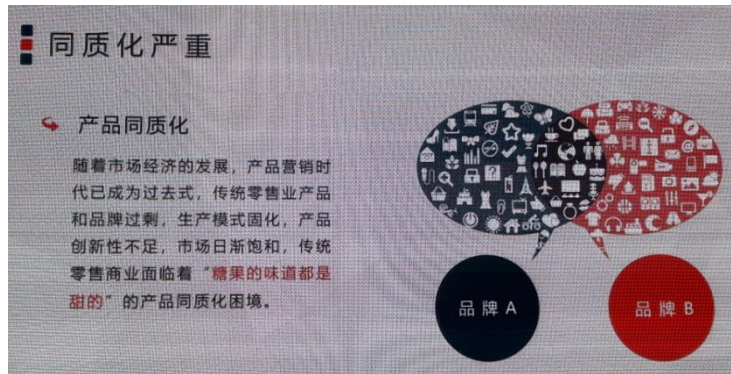 同质化严重
产品同质化
随着市场经济的发展，产品营销时
代已成为过去式，传统零售业产品
和品牌过剩，生产模式固化，产品
创新性不足，市场日渐饱和，传统
零售商业面临着“糖果的味道都是
甜的”的产品同质化困境。
品牌A
品牌B